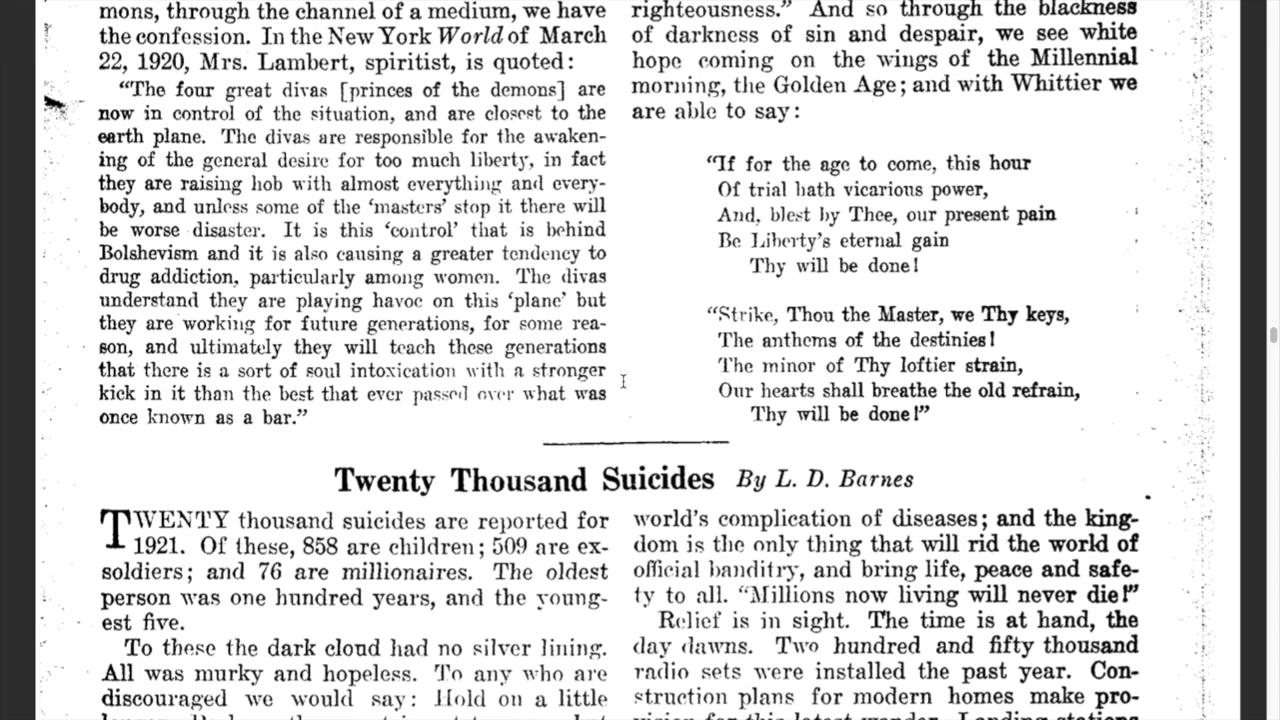 mons, through the channel of a medium, we have
the confession. In the New York World of March
22, 1920, Mrs. Lambert, spiritist, is quoted:
“The four great divas [princes of the demons] are
now in control of the situation, and are closest to the
earth plane. The divas are responsible for the awaken-
ing of the general desire for too much liberty, in fact
they are raising hob with almost everything and every-
body, and unless some of the ‘masters’ stop it there will
be worse disaster. It is this ‘control’ that is behind
Bolshevism and it is also causing a greater tendency to
drug addiction, particularly among women. The divas
understand they are playing havoc on this ‘plane’ but
they are working for future generations, for some rea-
son, and ultimately they will teach these generations
that there is a sort of soul intoxication with a stronger
kick in it than the best that ever passed over what was
once known as a bar.”
righteousness.” And so through the blackness
of darkness of sin and despair, we see white
hope coming on the wings of the Millennial
morning, the Golden Age; and with Whittier we
are able to say:
“If for the age to come, this hour
Of trial hath vicarious power,
And, blest by Thee, our present pain
Be Liberty’s eternal gain
Thy will be done!
“Strike, Thou the Master, we Thy keys,
The anthems of the destinies!
The minor of Thy loftier strain,
Our hearts shall breathe the old refrain,
Thy will be done!”
Twenty Thousand Suicides By L. D. Barnes
TWENTY thousand suicides are reported for
1921. Of these, 858 are children; 509 are ex-
soldiers; and 76 are millionaires. The oldest
person was one hundred years, and the young-
est five.
To these the dark cloud had no silver lining.
All was murky and hopeless. To any who are
discouraged we would say: Hold on a little
world’s complication of diseases; and the king-
dom is the only thing that will rid the world of
official banditry, and bring life, peace and safe-
ty to all. “Millions now living will never die!”
Relief is in sight. The time is at hand, the
day dawns. Two hundred and fifty thousand
radio sets were installed the past year. Con-
struction plans for modern homes make pro-